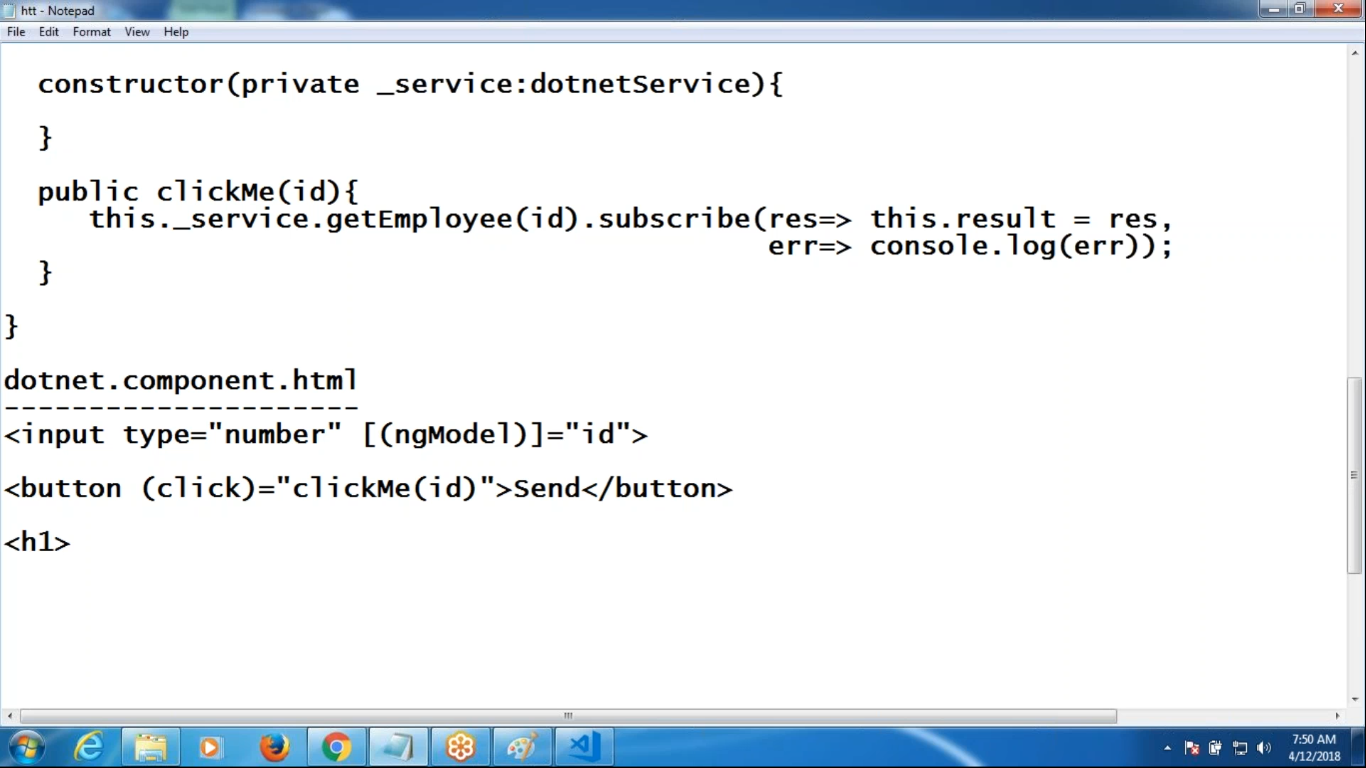 htt - Notepad
File Edit Format View Help
constructor(private _service:dotnetService){
}
public clickMe(id){
this._service.getEmployee(id).subscribe(res=> this.result = res,
err=> console.log(err));
}
}
dotnet.component.html
---------------------
<input type="number" [(ngModel)]="id">
<button (click)="clickMe(id)">Send</button>
<h1>
7:50 AM
4/12/2018